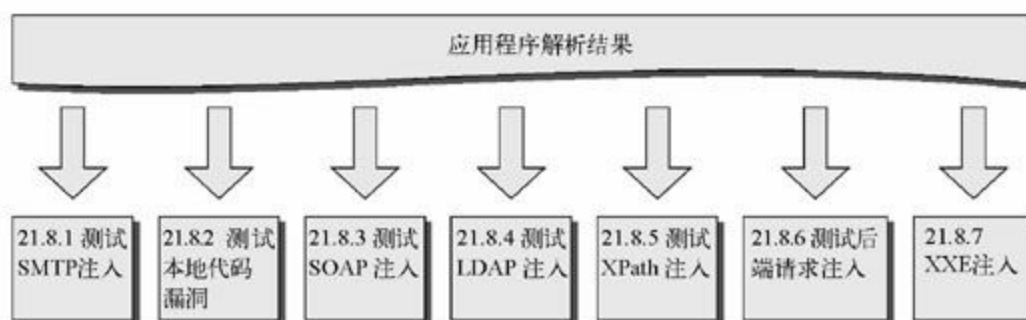 应用程序解析结果
21.8.1 测试
SMTP注入
21.8.2 测试
本地代码
漏洞
21.8.3 测试
SOAP 注入
21.8.4 测试
LDAP 注入
21.8.5 测试
XPath 注入
21.8.6 测试后
端请求注入
21.8.7
XXE注入